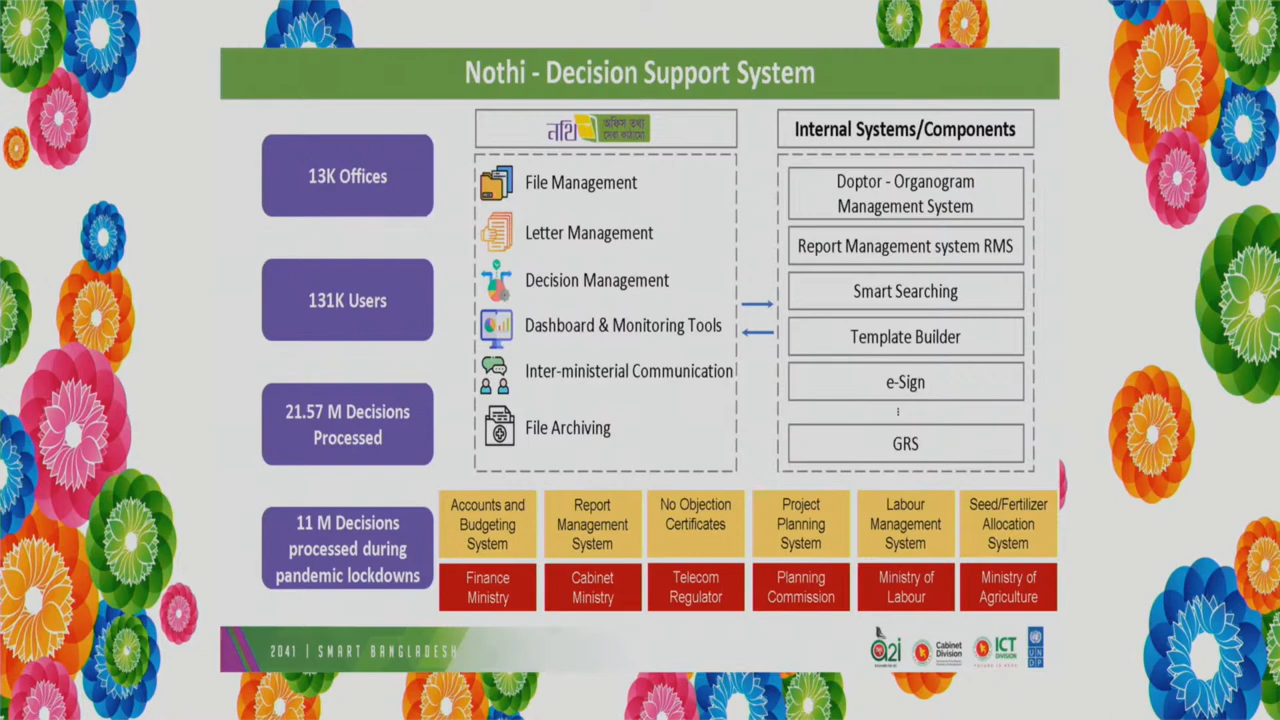 Nothi - Decision Support System
13K Offices
131K Users
21.57 M Decisions
Processed
11 M Decisions
processed during
pandemic lockdowns
নথি অফিস তথ্য
সেবা কাঠামো
File Management
Letter Management
Decision Management
Dashboard & Monitoring Tools
Inter-ministerial Communication
File Archiving
Internal Systems/Components
Doptor - Organogram
Management System
Report Management system RMS
Smart Searching
Template Builder
e-Sign
GRS
Accounts and
Budgeting
System
Finance
Ministry
Report
Management
System
Cabinet
Ministry
No Objection
Certificates
Telecom
Regulator
Project
Planning
System
Planning
Commission
Labour
Management
System
Ministry of
Labour
Seed/Fertilizer
Allocation
System
Ministry of
Agriculture
2041 | SMART BANGLADESH
a2i
Cabinet
Division
ICT
DIVISION
UN
DP